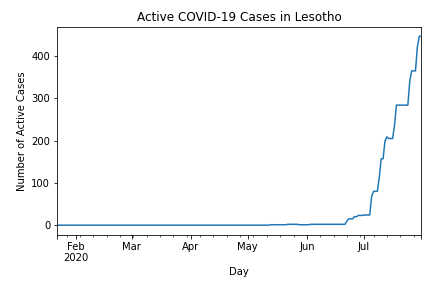 Active COVID-19 Cases in Lesotho
Number of Active Cases
400
300
200
100
0
Feb Mar Apr May Jun Jul
2020
Day